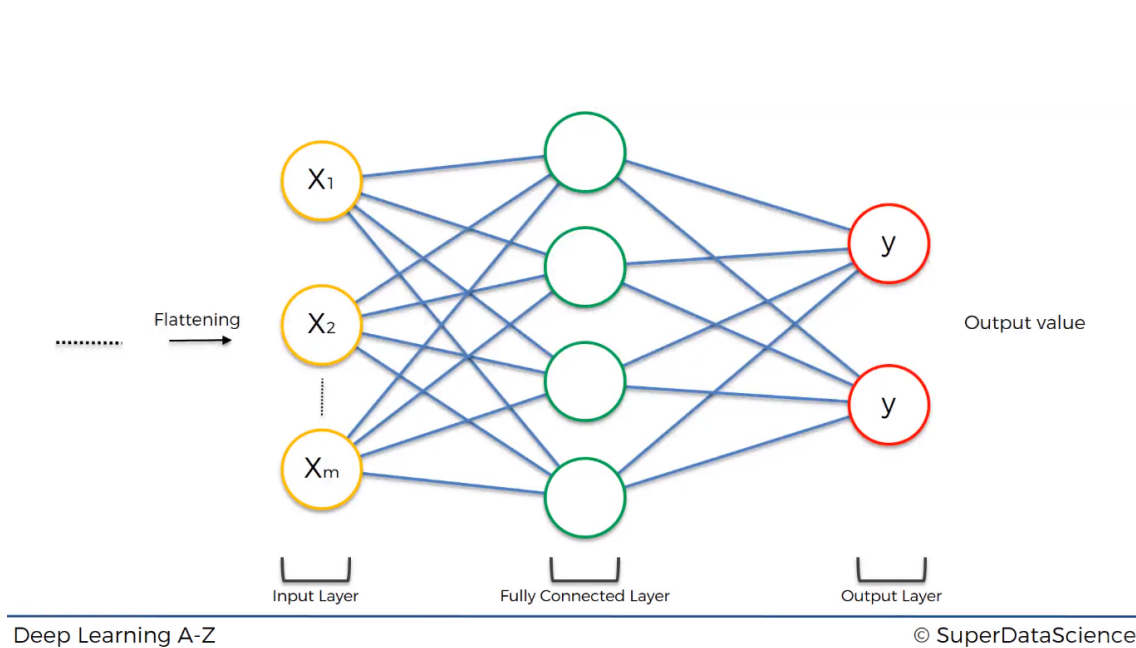 X1
y
Flattening
X2
Output value
y
Xm
Input Layer
Fully Connected Layer
Output Layer
Deep Learning A-Z
© SuperDataScience